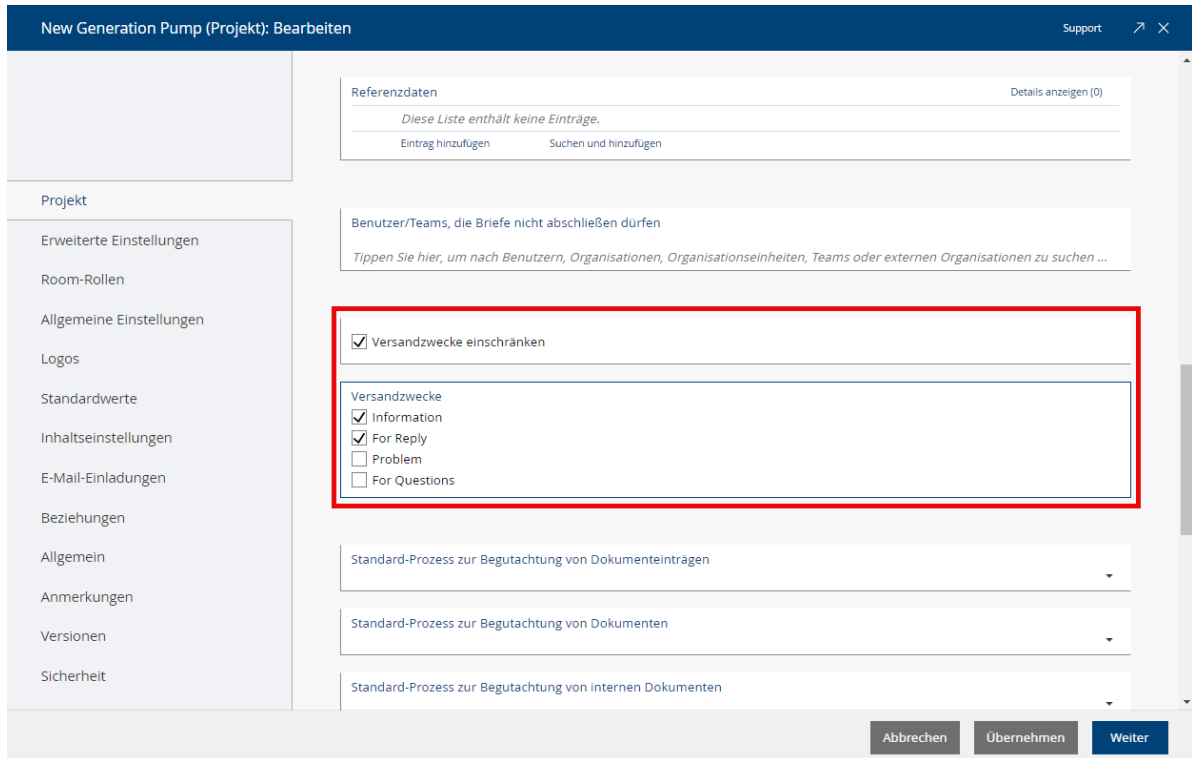 New Generation Pump (Projekt): Bearbeiten
Support
Referenzdaten
Details anzeigen (0)
Diese Liste enthält keine Einträge.
Eintrag hinzufügen
Suchen und hinzufügen
Projekt
Erweiterte Einstellungen
Room-Rollen
Allgemeine Einstellungen
Logos
Standardwerte
Inhaltseinstellungen
E-Mail-Einladungen
Beziehungen
Allgemein
Anmerkungen
Versionen
Sicherheit
Benutzer/Teams, die Briefe nicht abschließen dürfen
Tippen Sie hier, um nach Benutzern, Organisationen, Organisationseinheiten, Teams oder externen Organisationen zu suchen ...
Versandzwecke einschränken
Versandzwecke
Information
For Reply
Problem
For Questions
Standard-Prozess zur Begutachtung von Dokumenteinträgen
Standard-Prozess zur Begutachtung von Dokumenten
Standard-Prozess zur Begutachtung von internen Dokumenten
Abbrechen
Übernehmen
Weiter